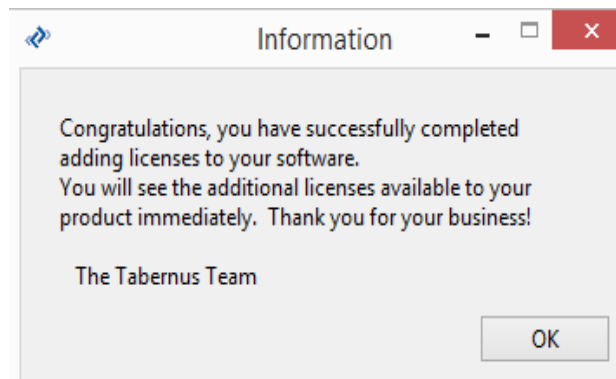 Information
Congratulations, you have successfully completed
adding licenses to your software.
You will see the additional licenses available to your
product immediately.  Thank you for your business!
The Tabernus Team
OK